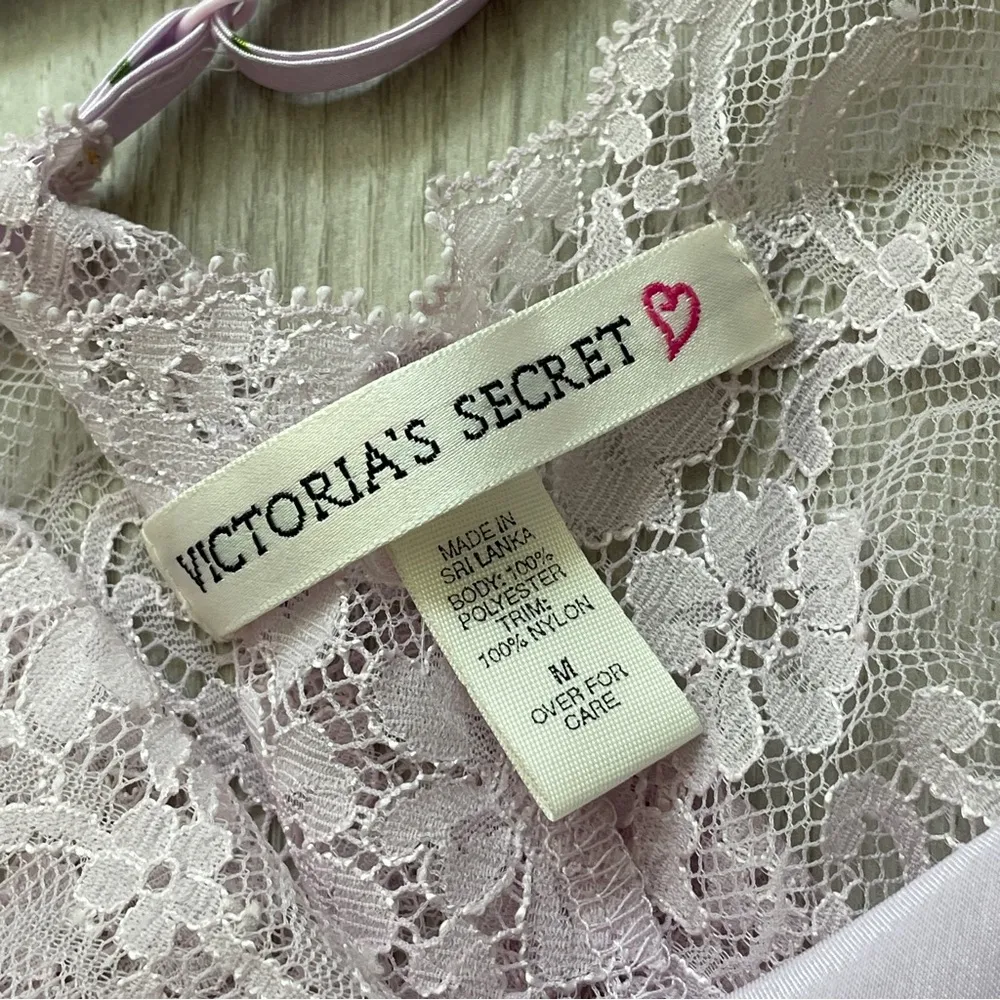 VICTORIA'S SECRET
MADE IN
SRI LANKA
BODY: 100%
POLYESTER
TRIM:
100% NYLON
M
OVER FOR
CARE